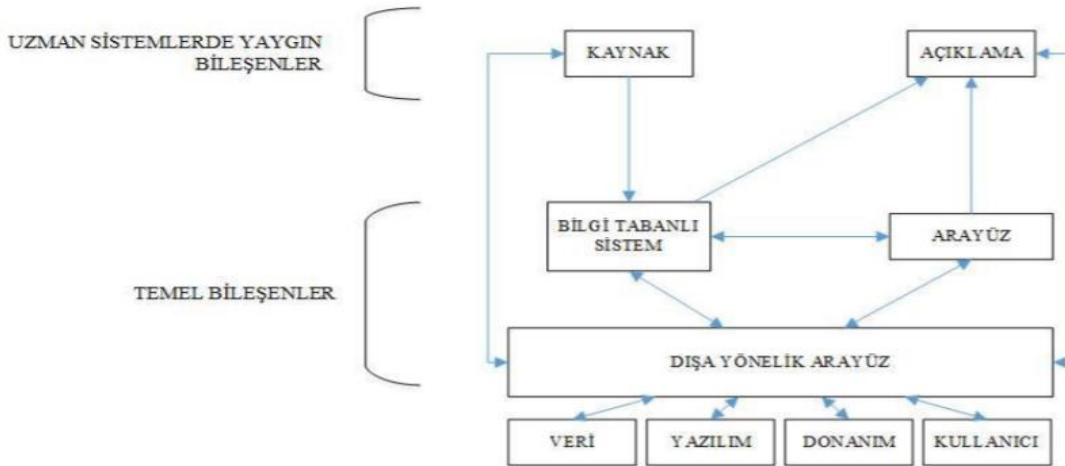 UZMAN SİSTEMLERDE YAYGIN
BİLEŞENLER
KAYNAK
AÇIKLAMA
BİLGİ TABANLI
SİSTEM
ARAYÜZ
TEMEL BİLEŞENLER
DIŞA YÖNELİK ARAYÜZ
VERİ
YAZILIM
DONANIM
KULLANICI